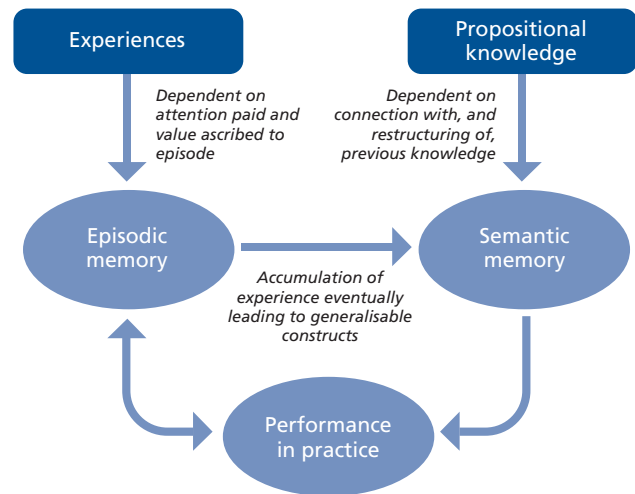 Experiences
Propositional
knowledge
Dependent on
attention paid and
value ascribed to
episode
Dependent on
connection with, and
restructuring of,
previous knowledge
Episodic
memory
Semantic
memory
Accumulation of
experience eventually
leading to generalisable
constructs
Performance
in practice